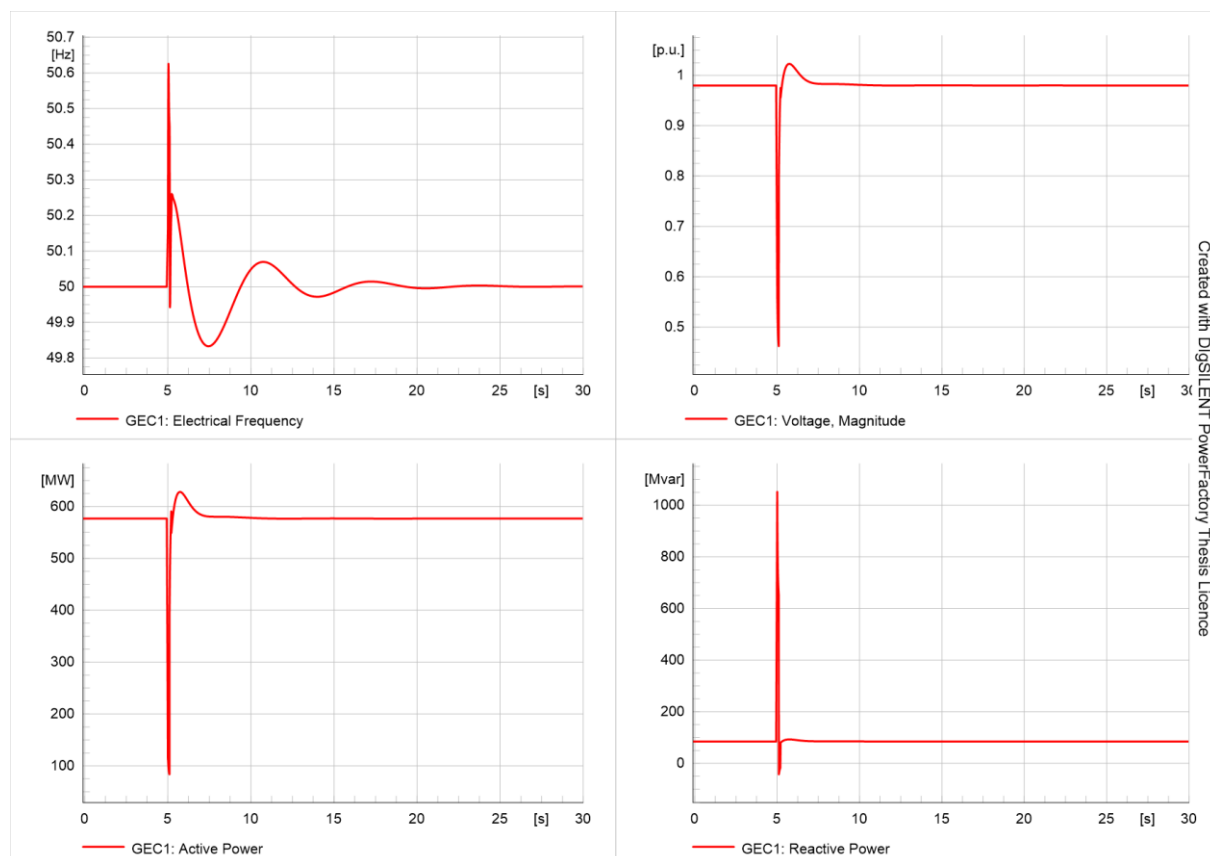 50.7
[Hz]
50.6
50.5
50.4
50.3
50.2
50.1
50
49.9
49.8
0 5 10 15 20 25 [s] 30
GEC1: Electrical Frequency
[p.u.]
1
0.9
0.8
0.7
0.6
0.5
0 5 10 15 20 25 [s] 30
GEC1: Voltage, Magnitude
[MW]
600
500
400
300
200
100
0 5 10 15 20 25 [s] 30
GEC1: Active Power
[Mvar]
1000
800
600
400
200
0
0 5 10 15 20 25 [s] 30
GEC1: Reactive Power
Created with DIgSILENT PowerFactory Thesis Licence